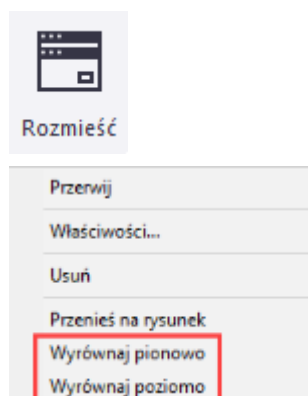 Rozmieść
Przerwij
Właściwości...
Usuń
Przenieś na rysunek
Wyrównaj pionowo
Wyrównaj poziomo